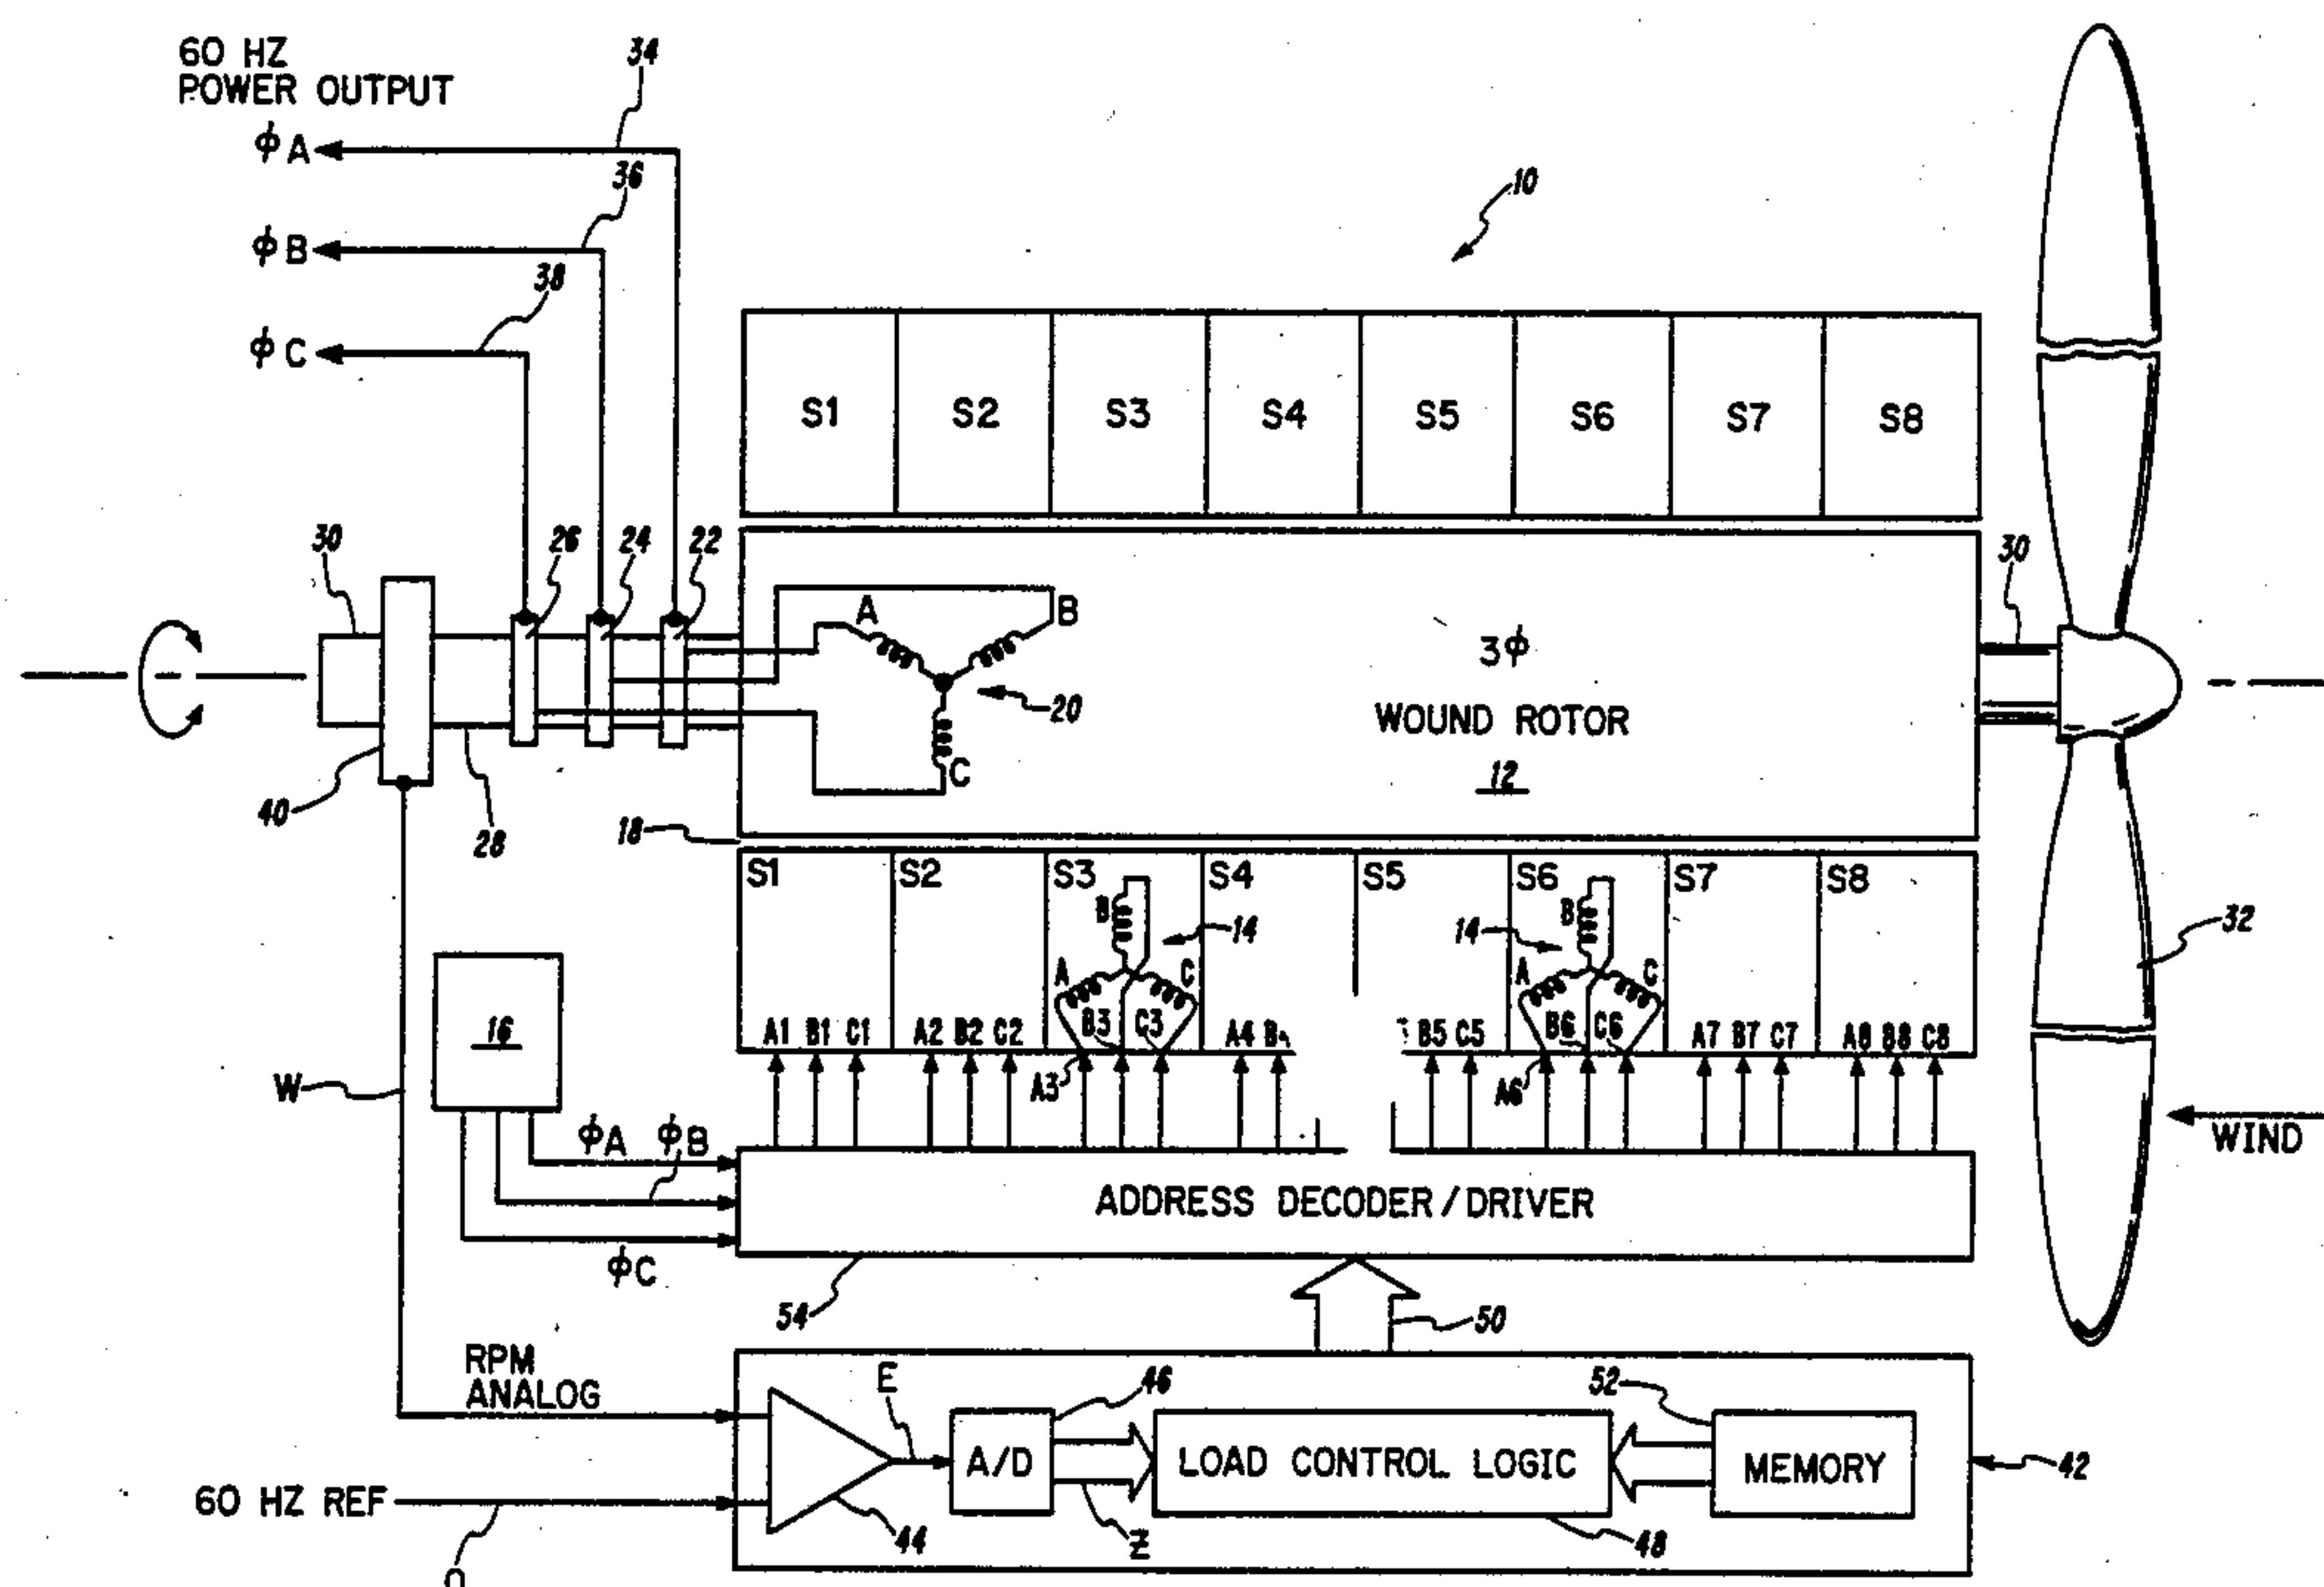 60 HZ
POWER OUTPUT
34
ϕA
36
10
ϕB
38
ϕC
S1 S2 S3 S4 S5 S6 S7 S8
30 26 24 22 30
A B
3ϕ
20
WOUND ROTOR
C 12
40 28 18
S1 S2 S3 S4 S5 S6 S7 S8
B 14 14 B 32
A C A C
16
A1 B1 C1 A2 B2 C2 B3 C3 A4 B5 C5 B6 C6 A7 B7 C7 A8 B8 C8
W A3 A6
ϕA ϕB
WIND
ADDRESS DECODER/DRIVER
ϕC
54 50
RPM
ANALOG
E 46 52
A/D LOAD CONTROL LOGIC MEMORY 42
60 HZ REF
44 Z 48